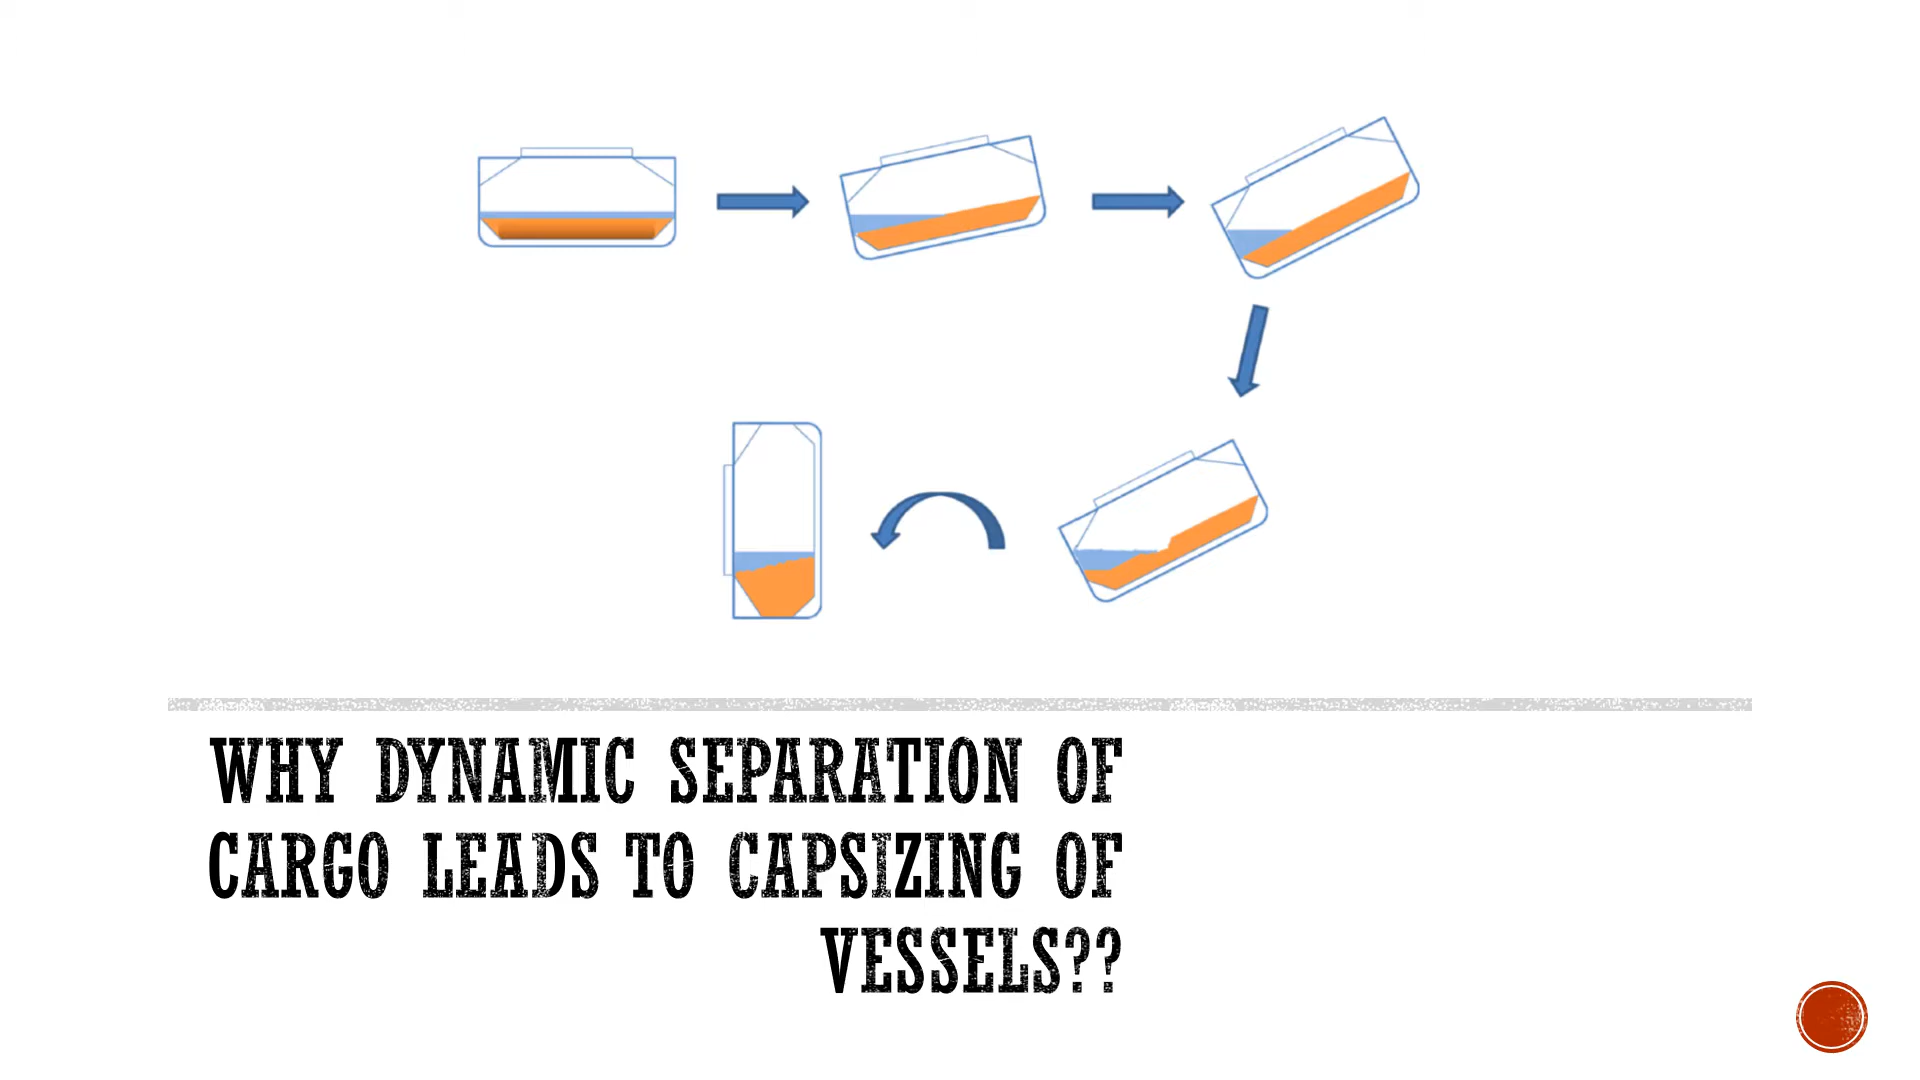 WHY DYNAMIC SEPARATION OF
CARGO LEADS TO CAPSIZING OF
VESSELS??